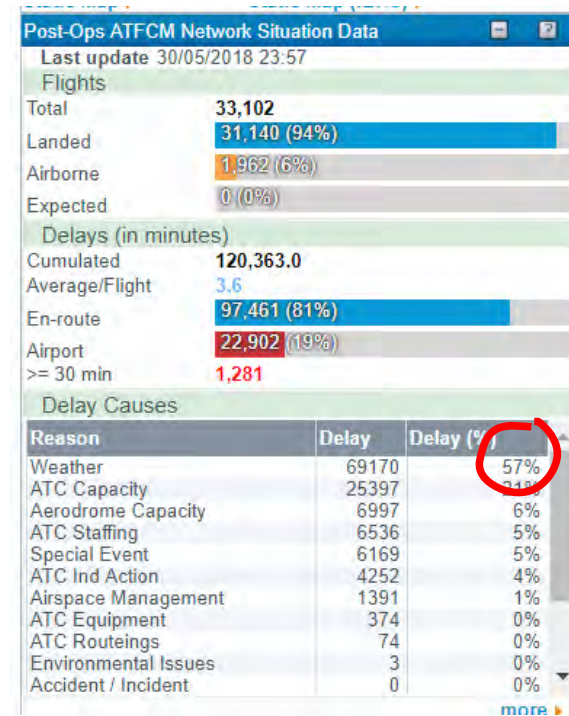 Post-Ops ATFCM Network Situation Data
Last update 30/05/2018 23:57
Flights
Total 33,102
Landed 31,140 (94%)
Airborne 1,962 (6%)
Expected 0 (0%)
Delays (in minutes)
Cumulated 120,363.0
Average/Flight 3.6
En-route 97,461 (81%)
Airport 22,902 (19%)
>= 30 min 1,281
Delay Causes
Reason Delay Delay (%)
Weather 69170 57%
ATC Capacity 25397 21%
Aerodrome Capacity 6997 6%
ATC Staffing 6536 5%
Special Event 6169 5%
ATC Ind Action 4252 4%
Airspace Management 1391 1%
ATC Equipment 374 0%
ATC Routeings 74 0%
Environmental Issues 3 0%
Accident / Incident 0 0%
more